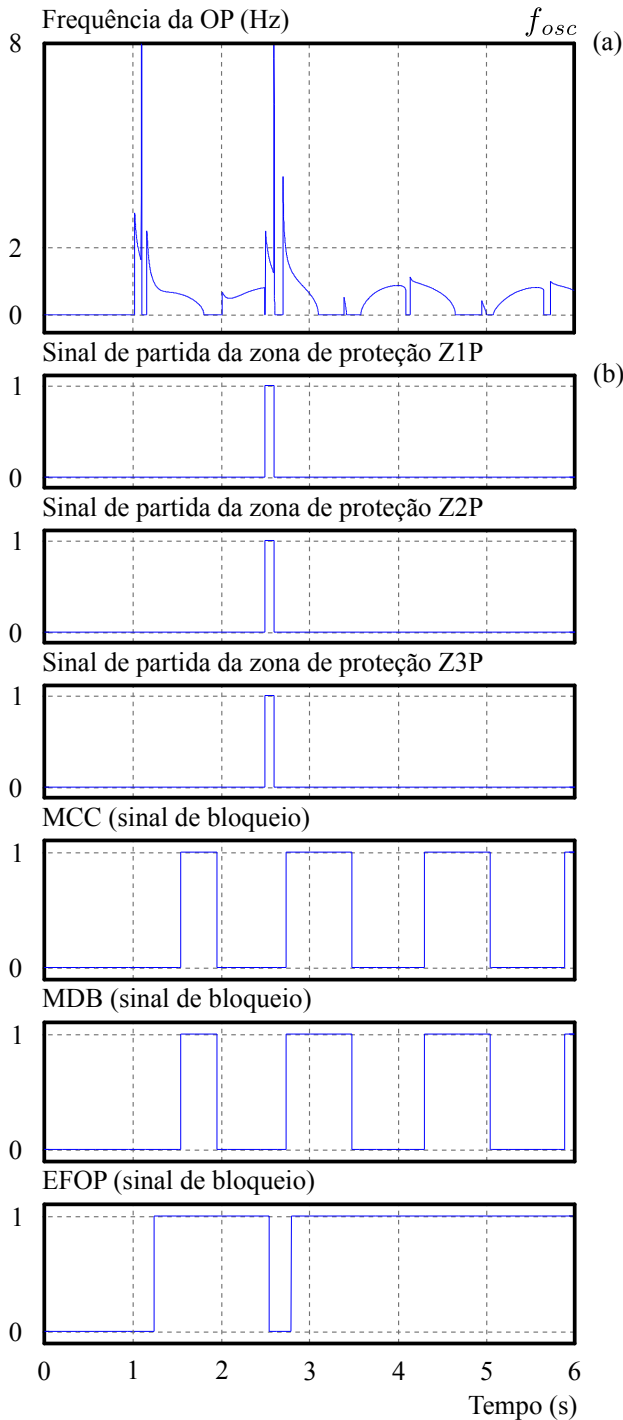 Frequência da OP (Hz) f_osc (a)
8
2
0
Sinal de partida da zona de proteção Z1P
(b)
1
0
Sinal de partida da zona de proteção Z2P
1
0
Sinal de partida da zona de proteção Z3P
1
0
MCC (sinal de bloqueio)
1
0
MDB (sinal de bloqueio)
1
0
EFOP (sinal de bloqueio)
1
0
0 1 2 3 4 5 6
Tempo (s)